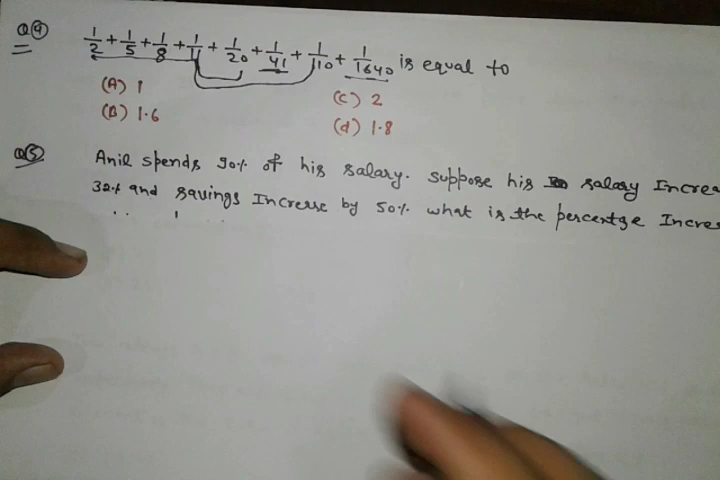 Q④ 1/2 + 1/5 + 1/8 + 1/11 + 1/20 + 1/41 + 1/110 + 1/1640 is equal to
(A) 1 (C) 2
(B) 1.6 (d) 1.8
Q⑤ Anil spends 90% of his salary. Suppose his salary Increa
32% and savings Increase by 50% what is the percentge Incres